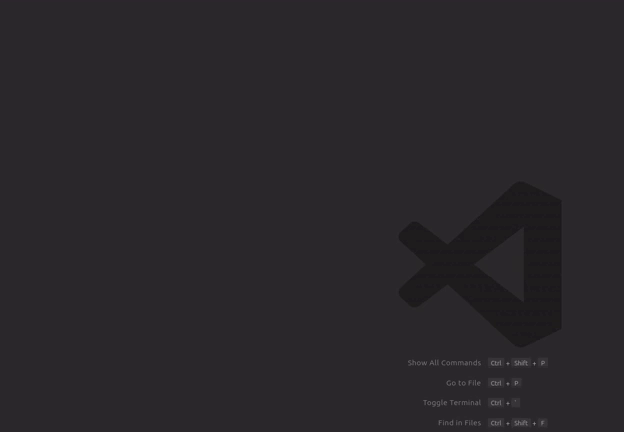 Show All Commands Ctrl + Shift + P
Go to File Ctrl + P
Toggle Terminal Ctrl + `
Find in Files Ctrl + Shift + F